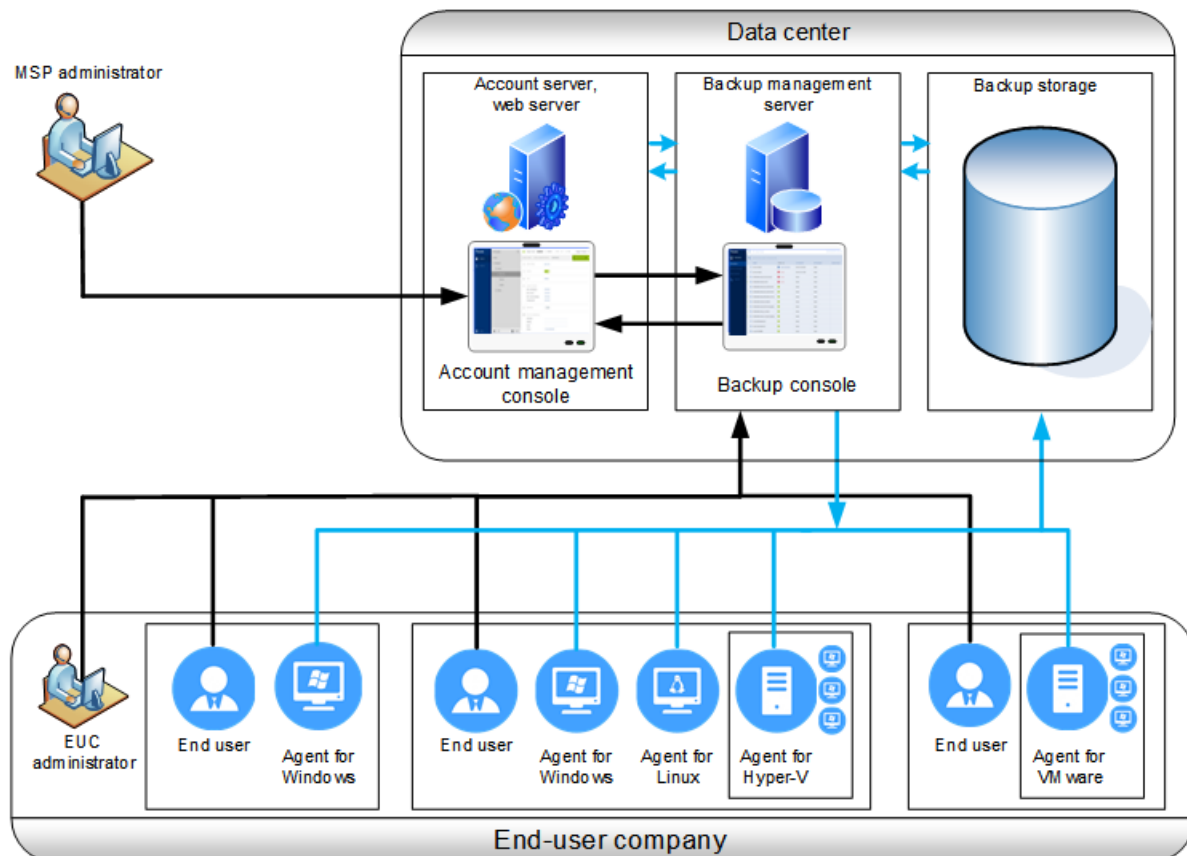 Data center
MSP administrator
Account server,
web server
Backup management
server
Backup storage
Account management
console
Backup console
EUC
administrator
End user
Agent for
Windows
End user
Agent for
Windows
Agent for
Linux
Agent for
Hyper-V
End user
Agent for
VMware
End-user company